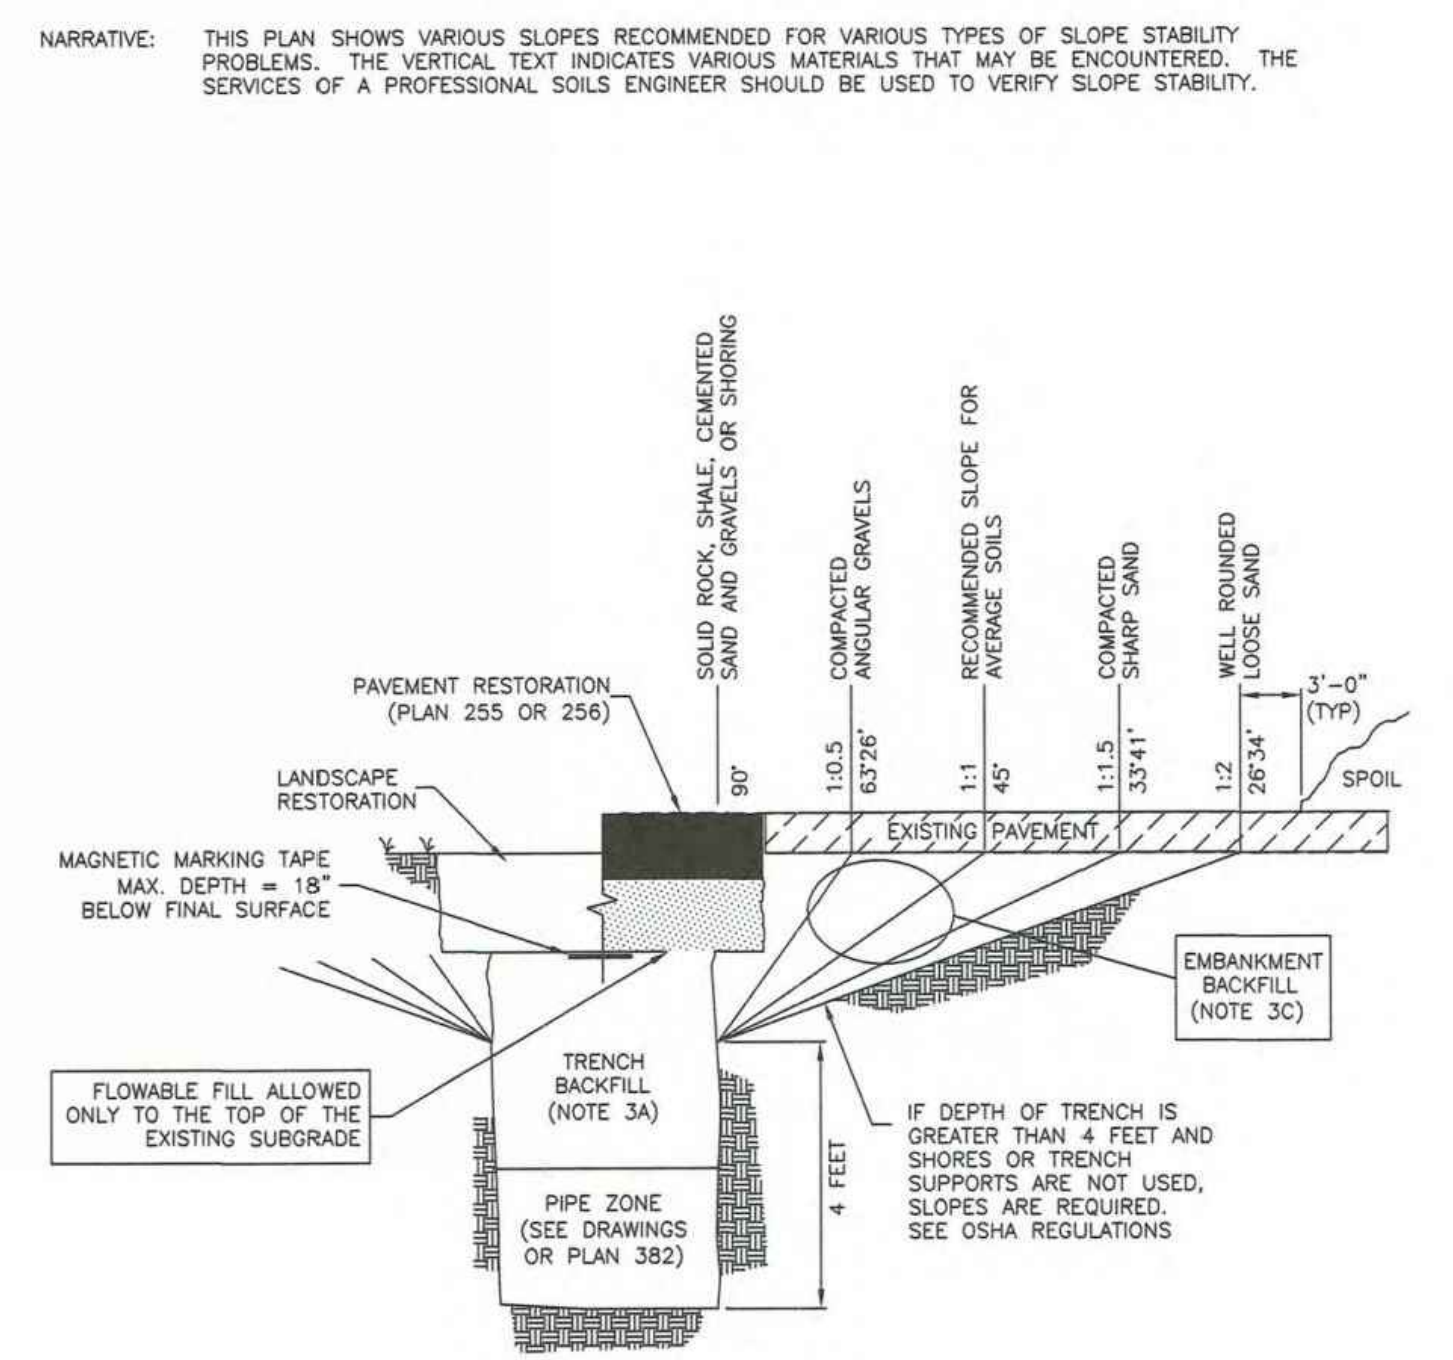 NARRATIVE: THIS PLAN SHOWS VARIOUS SLOPES RECOMMENDED FOR VARIOUS TYPES OF SLOPE STABILITY
PROBLEMS. THE VERTICAL TEXT INDICATES VARIOUS MATERIALS THAT MAY BE ENCOUNTERED. THE
SERVICES OF A PROFESSIONAL SOILS ENGINEER SHOULD BE USED TO VERIFY SLOPE STABILITY.
SOLID ROCK, SHALE, CEMENTED
SAND AND GRAVELS OR SHORING
90°
COMPACTED
ANGULAR GRAVELS
1:0.5
63°26'
RECOMMENDED SLOPE FOR
AVERAGE SOILS
1:1
45°
COMPACTED
SHARP SAND
1:1.5
33°41'
WELL ROUNDED
LOOSE SAND
1:2
26°34'
3'-0"
(TYP)
SPOIL
PAVEMENT RESTORATION
(PLAN 255 OR 256)
LANDSCAPE
RESTORATION
EXISTING PAVEMENT
MAGNETIC MARKING TAPE
MAX. DEPTH = 18"
BELOW FINAL SURFACE
EMBANKMENT
BACKFILL
(NOTE 3C)
FLOWABLE FILL ALLOWED
ONLY TO THE TOP OF THE
EXISTING SUBGRADE
TRENCH
BACKFILL
(NOTE 3A)
PIPE ZONE
(SEE DRAWINGS
OR PLAN 382)
4 FEET
IF DEPTH OF TRENCH IS
GREATER THAN 4 FEET AND
SHORES OR TRENCH
SUPPORTS ARE NOT USED,
SLOPES ARE REQUIRED.
SEE OSHA REGULATIONS